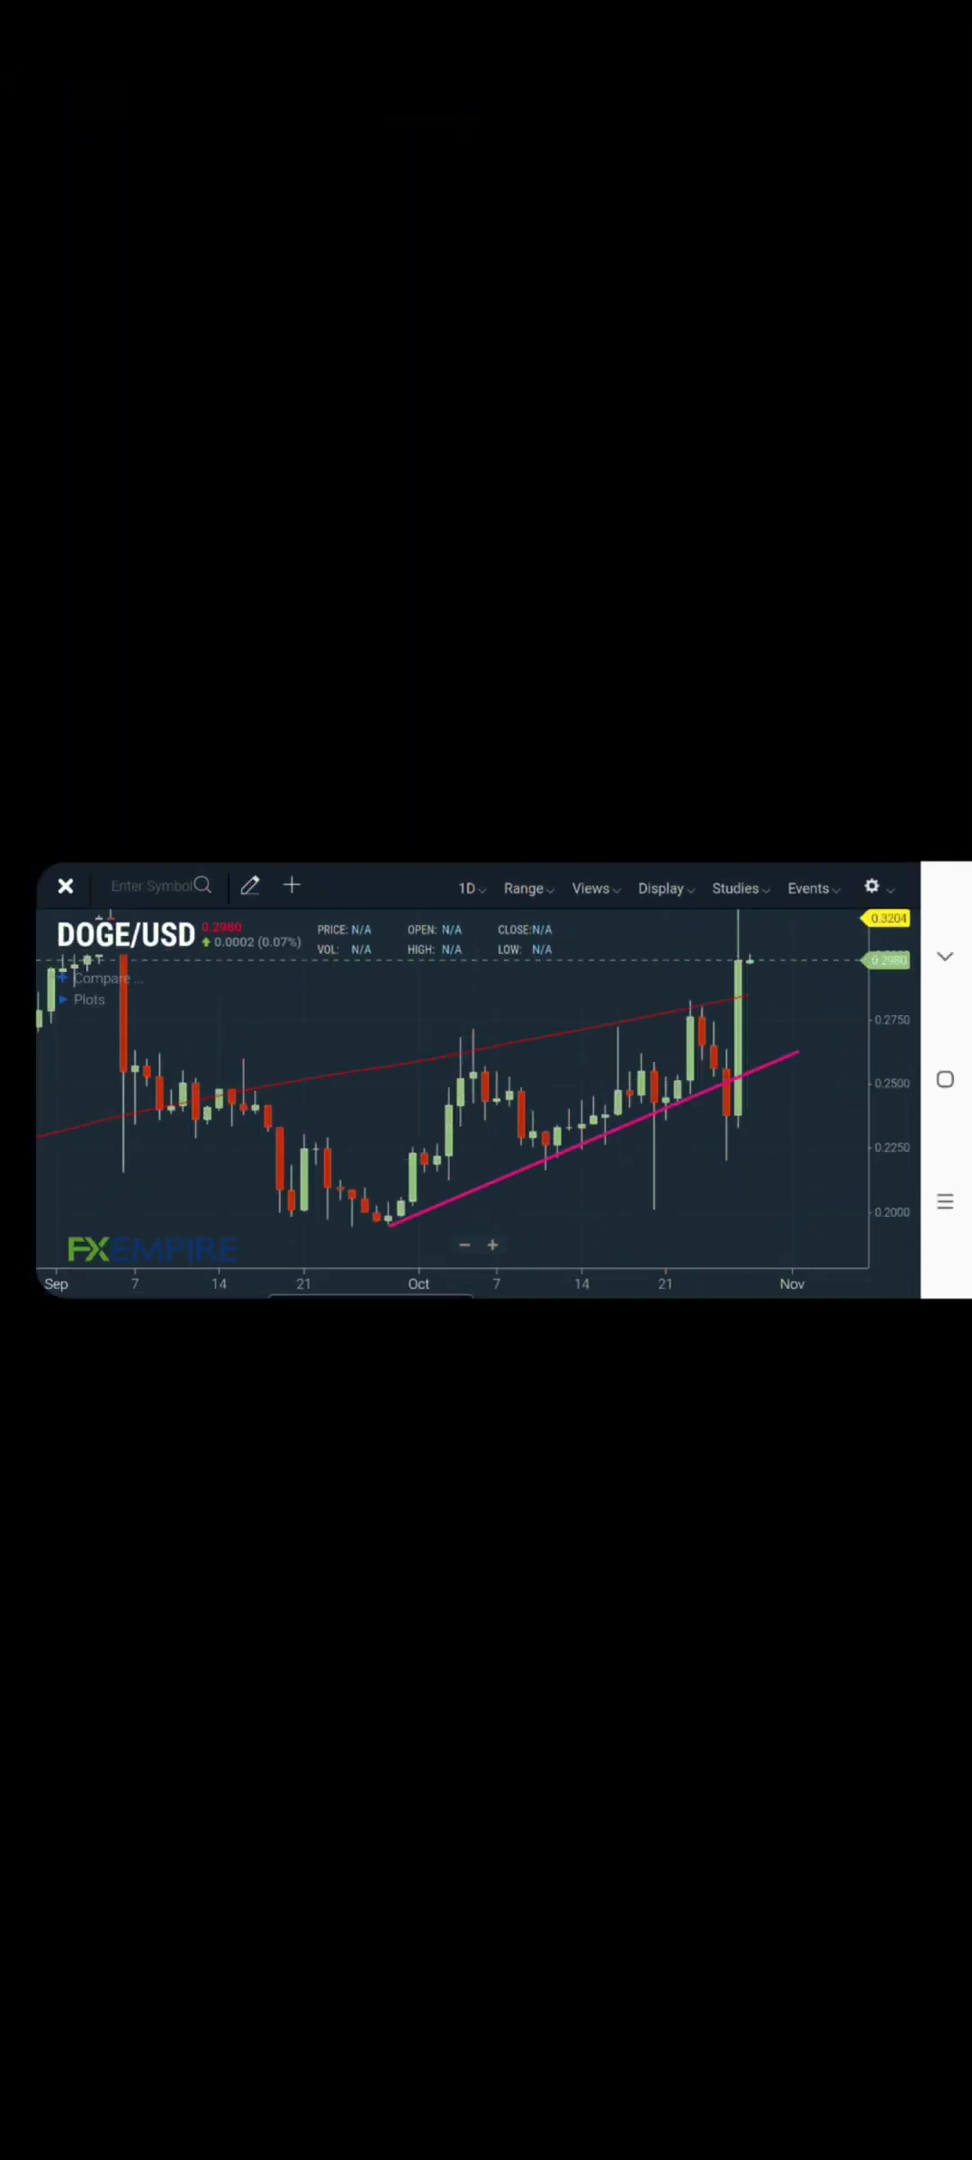 Enter Symbol 1D Range Views Display Studies Events
DOGE/USD 0.2980
0.0002 (0.07%)
PRICE: N/A OPEN: N/A CLOSE:N/A
VOL: N/A HIGH: N/A LOW: N/A
Compare ...
Plots
0.3204
0.2980
0.2750
0.2500
0.2250
0.2000
FXEMPIRE
Sep 7 14 21 Oct 7 14 21 Nov